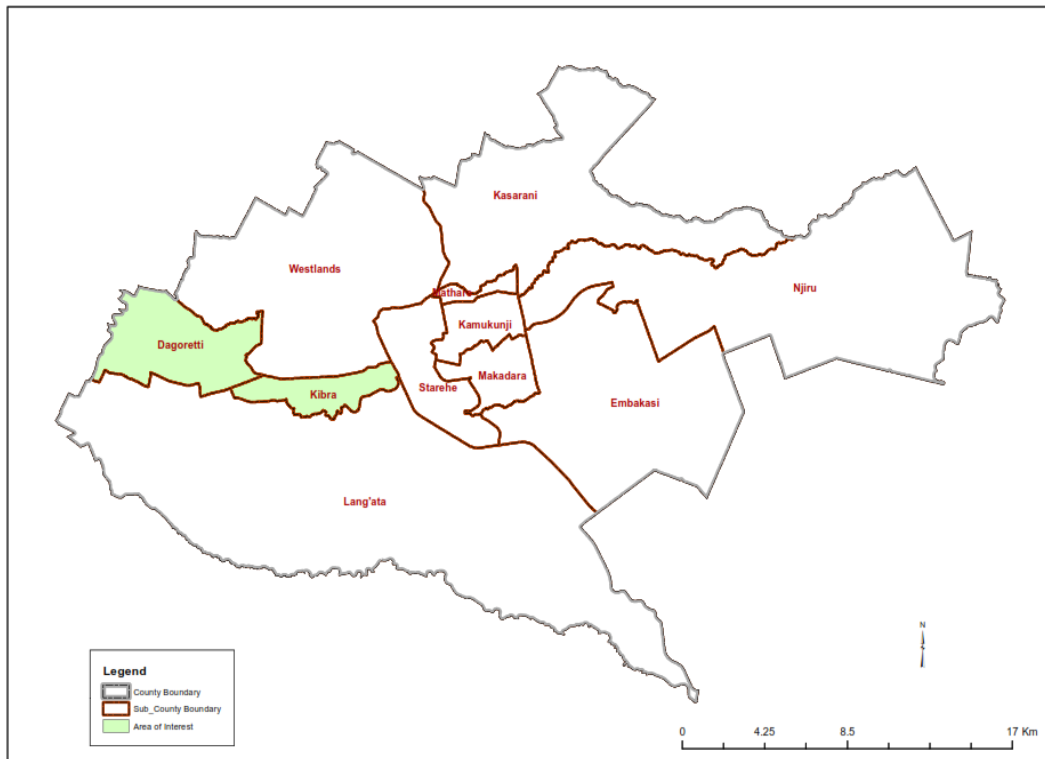 Kasarani
Westlands
Njiru
Mathare
Kamukunji
Dagoretti
Makadara
Starehe
Kibra
Embakasi
Lang'ata
N
Legend
County Boundary
Sub_County Boundary
Area of Interest
0 4.25 8.5 17 Km